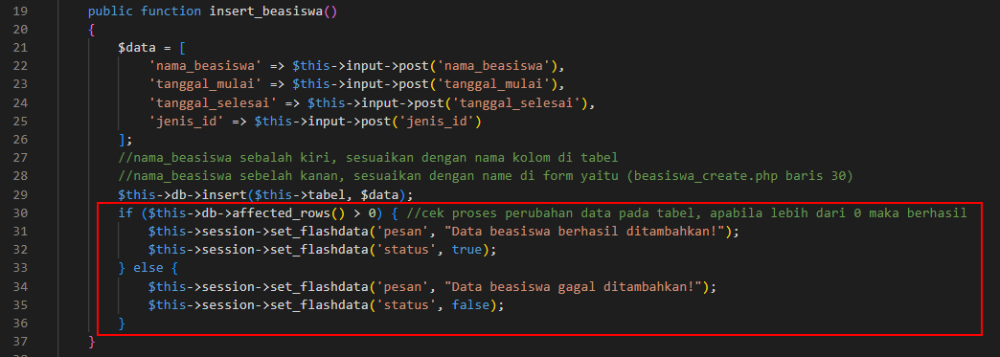 19 public function insert_beasiswa()
20 {
21 $data = [
22 'nama_beasiswa' => $this->input->post('nama_beasiswa'),
23 'tanggal_mulai' => $this->input->post('tanggal_mulai'),
24 'tanggal_selesai' => $this->input->post('tanggal_selesai'),
25 'jenis_id' => $this->input->post('jenis_id')
26 ];
27 //nama_beasiswa sebalah kiri, sesuaikan dengan nama kolom di tabel
28 //nama_beasiswa sebelah kanan, sesuaikan dengan name di form yaitu (beasiswa_create.php baris 30)
29 $this->db->insert($this->tabel, $data);
30 if ($this->db->affected_rows() > 0) { //cek proses perubahan data pada tabel, apabila lebih dari 0 maka berhasil
31 $this->session->set_flashdata('pesan', "Data beasiswa berhasil ditambahkan!");
32 $this->session->set_flashdata('status', true);
33 } else {
34 $this->session->set_flashdata('pesan', "Data beasiswa gagal ditambahkan!");
35 $this->session->set_flashdata('status', false);
36 }
37 }